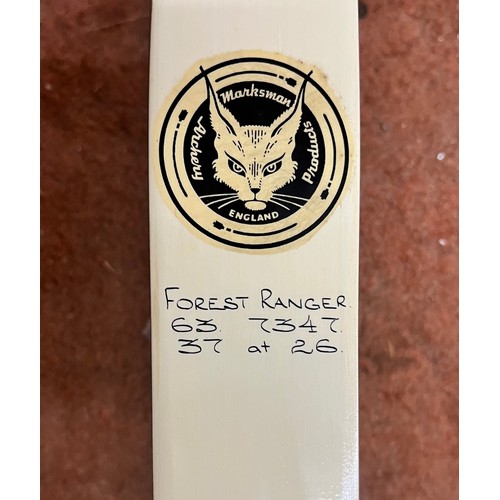 Marksman
Archery
Products
ENGLAND
FOREST RANGER.
63. 7347.
37 at 26.